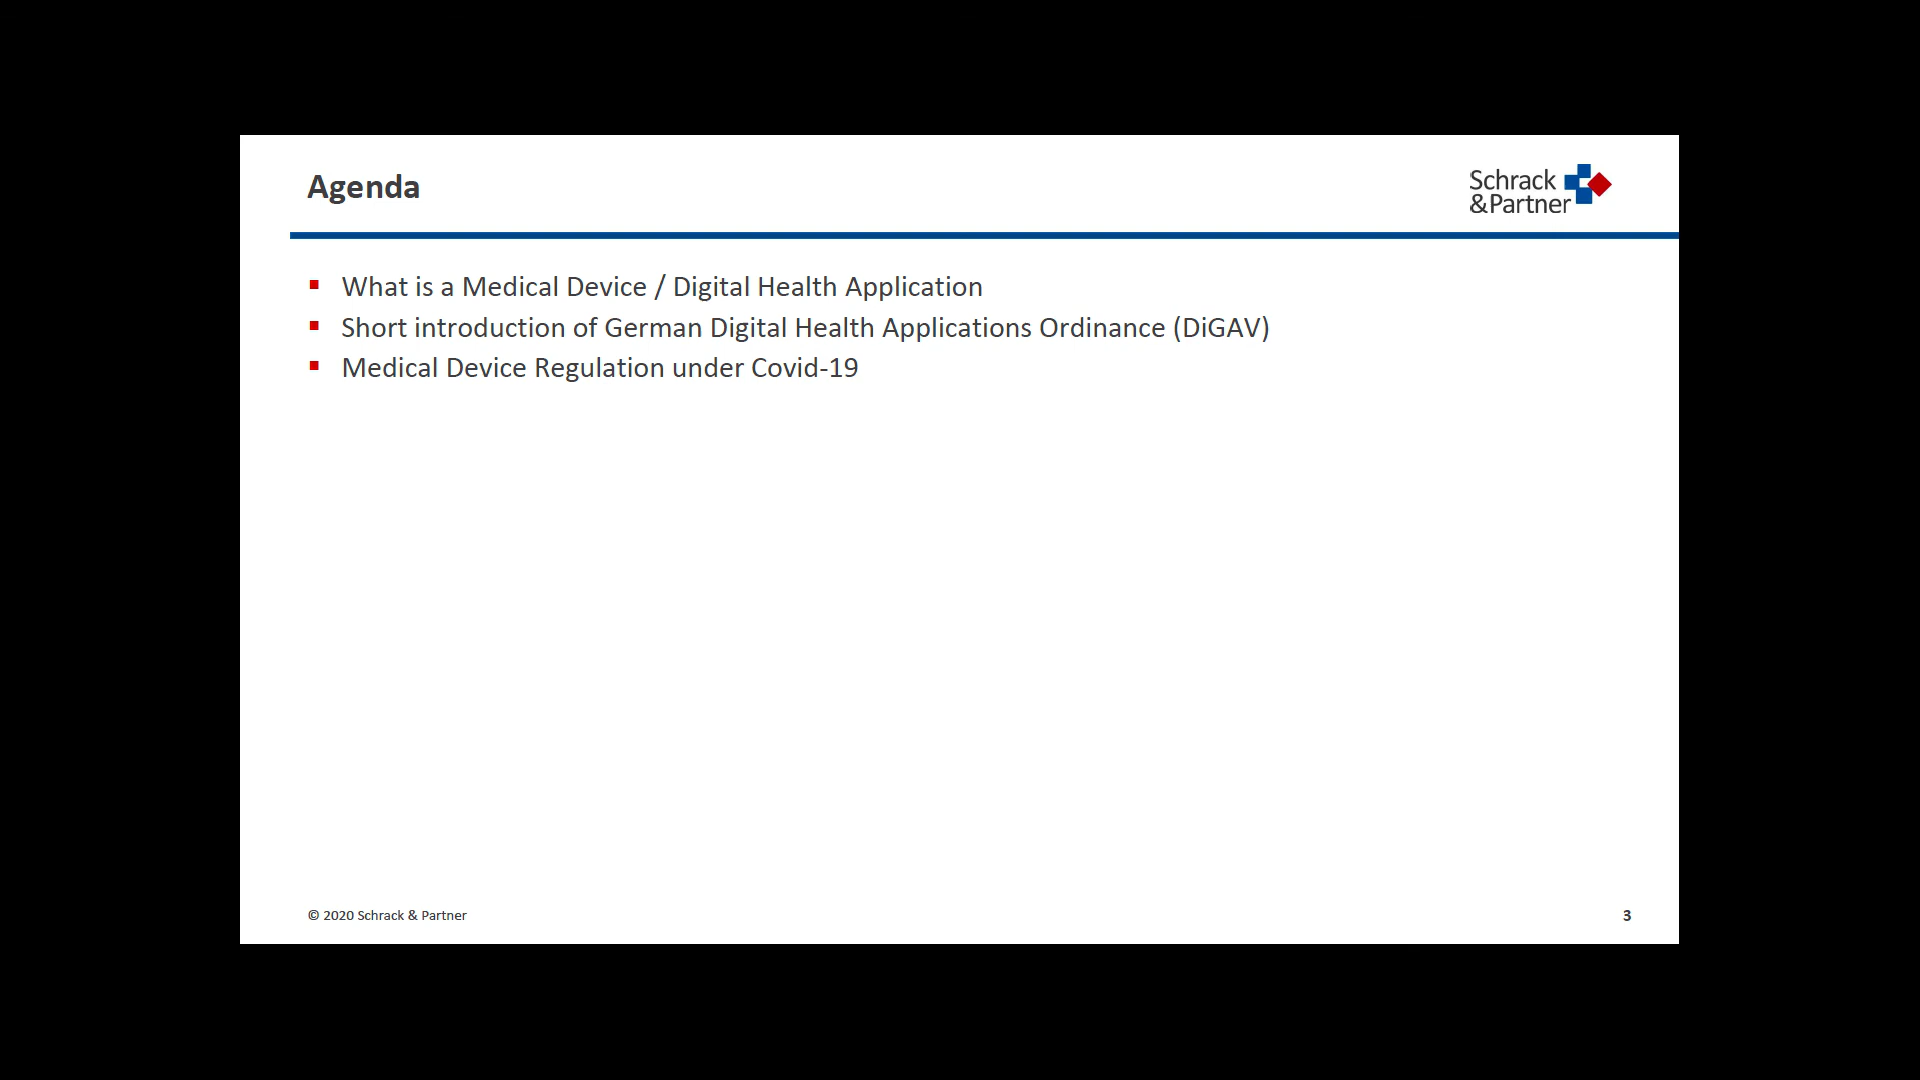 Agenda
Schrack
&Partner
▪ What is a Medical Device / Digital Health Application
▪ Short introduction of German Digital Health Applications Ordinance (DiGAV)
▪ Medical Device Regulation under Covid-19
© 2020 Schrack & Partner
3